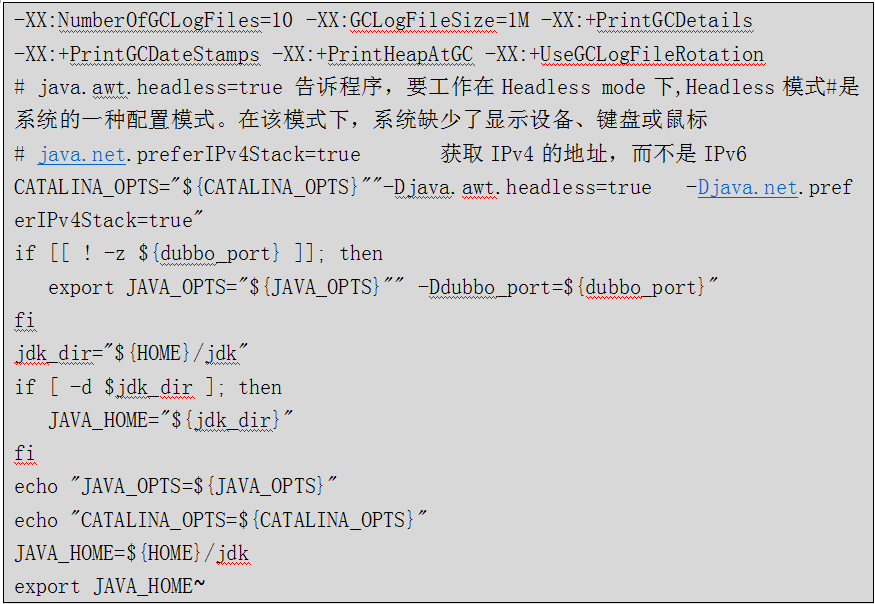 -XX:NumberOfGCLogFiles=10 -XX:GCLogFileSize=1M -XX:+PrintGCDetails
-XX:+PrintGCDateStamps -XX:+PrintHeapAtGC -XX:+UseGCLogFileRotation
# java.awt.headless=true 告诉程序，要工作在 Headless mode 下,Headless 模式#是
系统的一种配置模式。在该模式下，系统缺少了显示设备、键盘或鼠标
# java.net.preferIPv4Stack=true 获取 IPv4 的地址，而不是 IPv6
CATALINA_OPTS="${CATALINA_OPTS}""-Djava.awt.headless=true -Djava.net.pref
erIPv4Stack=true"
if [[ ! -z ${dubbo_port} ]]; then
export JAVA_OPTS="${JAVA_OPTS}"" -Ddubbo_port=${dubbo_port}"
fi
jdk_dir="${HOME}/jdk"
if [ -d $jdk_dir ]; then
JAVA_HOME="${jdk_dir}"
fi
echo "JAVA_OPTS=${JAVA_OPTS}"
echo "CATALINA_OPTS=${CATALINA_OPTS}"
JAVA_HOME=${HOME}/jdk
export JAVA_HOME~